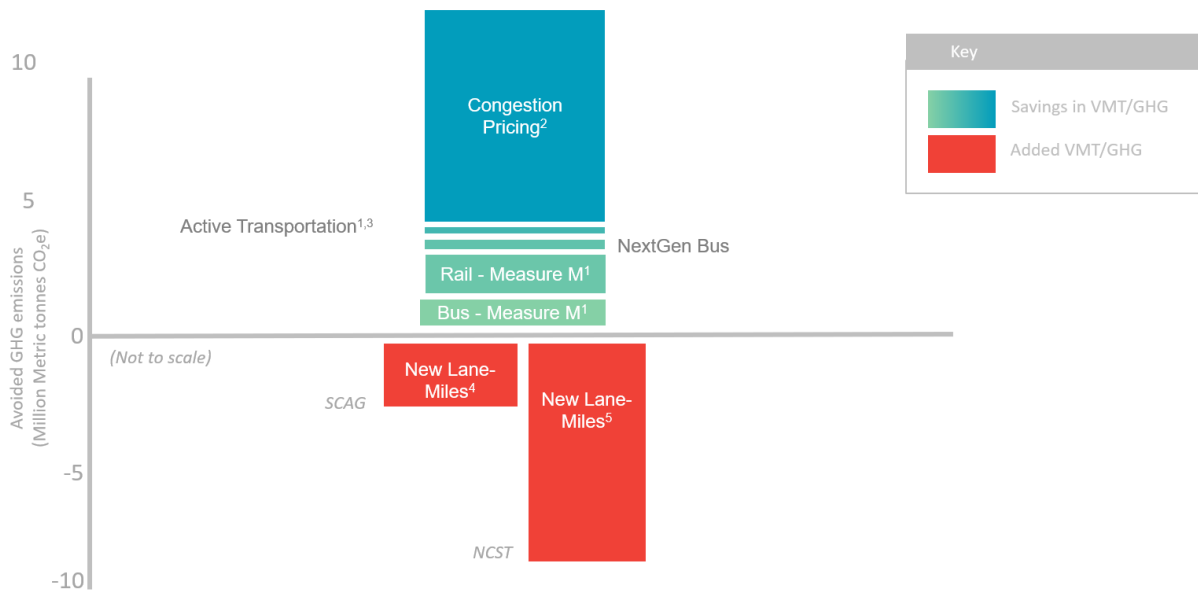 10
5
0
-5
-10
Avoided GHG emissions
(Million Metric tonnes CO₂e)
Congestion
Pricing²
Active Transportation¹,³
NextGen Bus
Rail - Measure M¹
Bus - Measure M¹
(Not to scale)
New Lane-
Miles⁴
SCAG
New Lane-
Miles⁵
NCST
Key
Savings in VMT/GHG
Added VMT/GHG